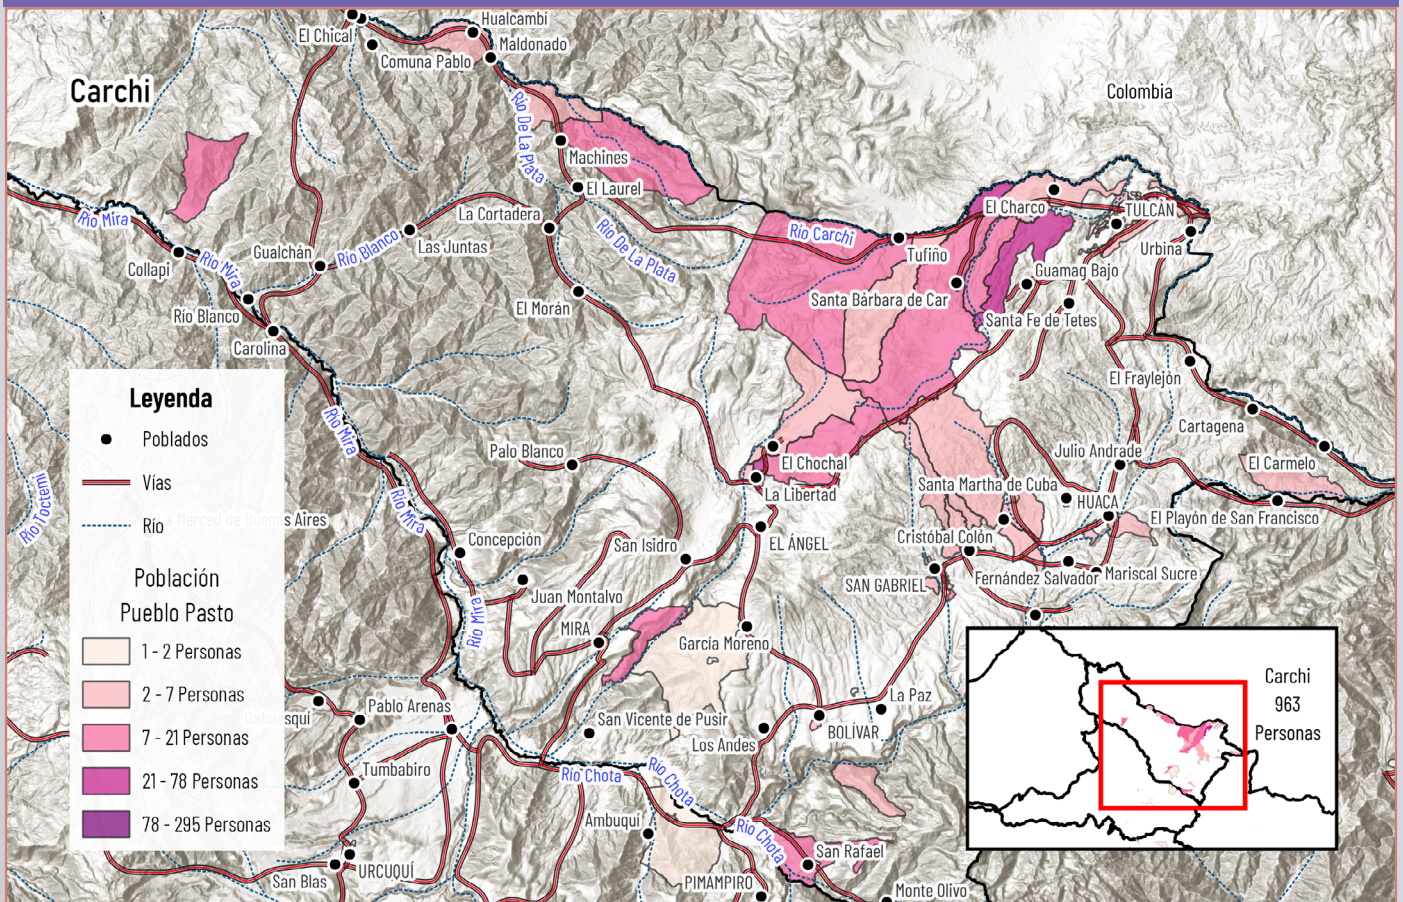 El Chical
Hualcambí
Maldonado
Comuna Pablo
Carchi
Colombia
Río De La Plata
Machines
El Laurel
La Cortadera
Río Mira
Collapí
Río Mira
Gualchán
Río Blanco
Las Juntas
Río De La Plata
Río Carchi
Tufiño
El Charco
TULCÁN
Urbina
Guamag Bajo
Santa Bárbara de Car
Santa Fe de Tetes
El Morán
Río Blanco
Carolina
El Fraylejón
Cartagena
Leyenda
Poblados
Vías
Río
Población
Pueblo Pasto
1 - 2 Personas
2 - 7 Personas
7 - 21 Personas
21 - 78 Personas
78 - 295 Personas
Río Mira
Palo Blanco
El Chochal
La Libertad
Julio Andrade
El Carmelo
Santa Martha de Cuba
HUACA
El Playón de San Francisco
Río Totemi
a Merced de Buenos Aires
Río Mira
Concepción
San Isidro
EL ÁNGEL
Cristóbal Colón
SAN GABRIEL
Fernández Salvador
Mariscal Sucre
Juan Montalvo
Río Mira
MIRA
García Moreno
Carchi
963
Personas
Cahuasquí
Pablo Arenas
San Vicente de Pusir
Los Andes
BOLÍVAR
La Paz
Tumbabiro
Río Chota
Río Chota
Ambuquí
Río Chota
San Rafael
San Blas
URCUQUÍ
PIMAMPIRO
Monte Olivo